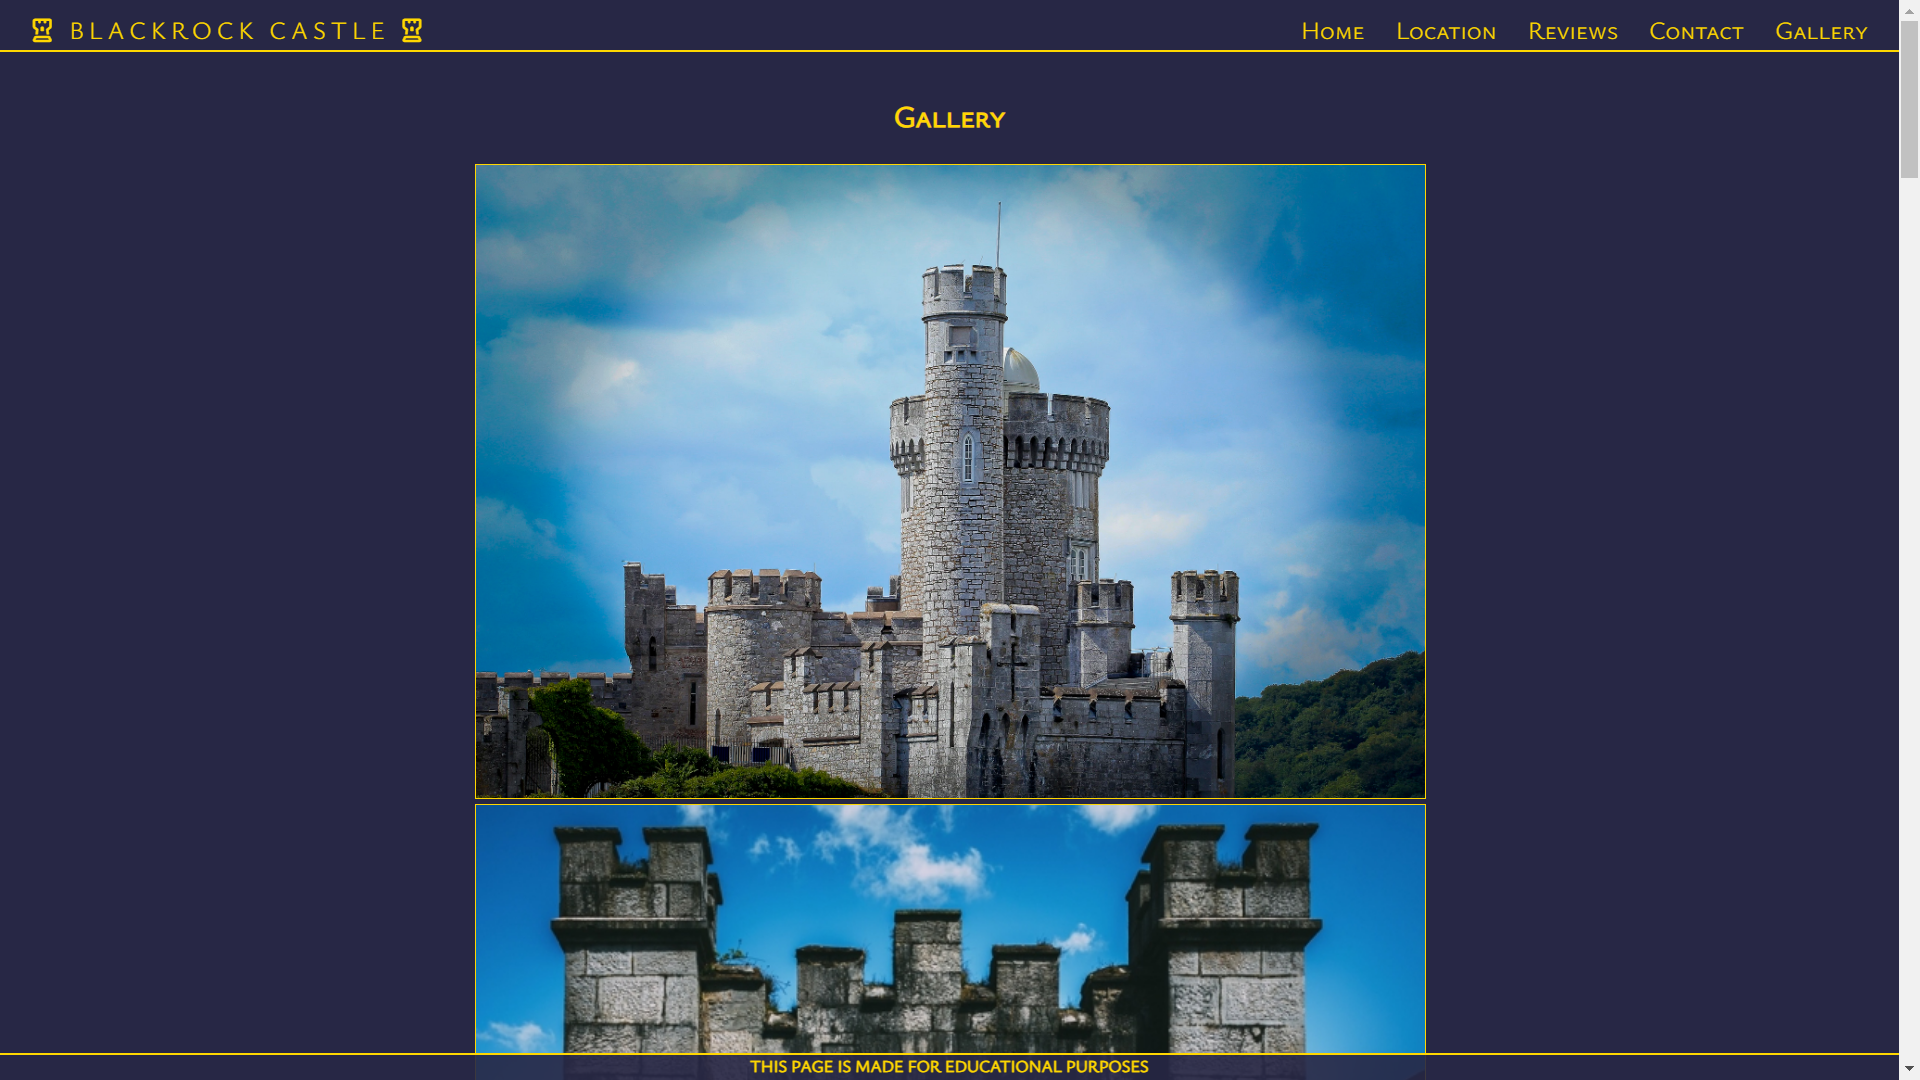 BLACKROCK CASTLE
Home Location Reviews Contact Gallery
Gallery
THIS PAGE IS MADE FOR EDUCATIONAL PURPOSES